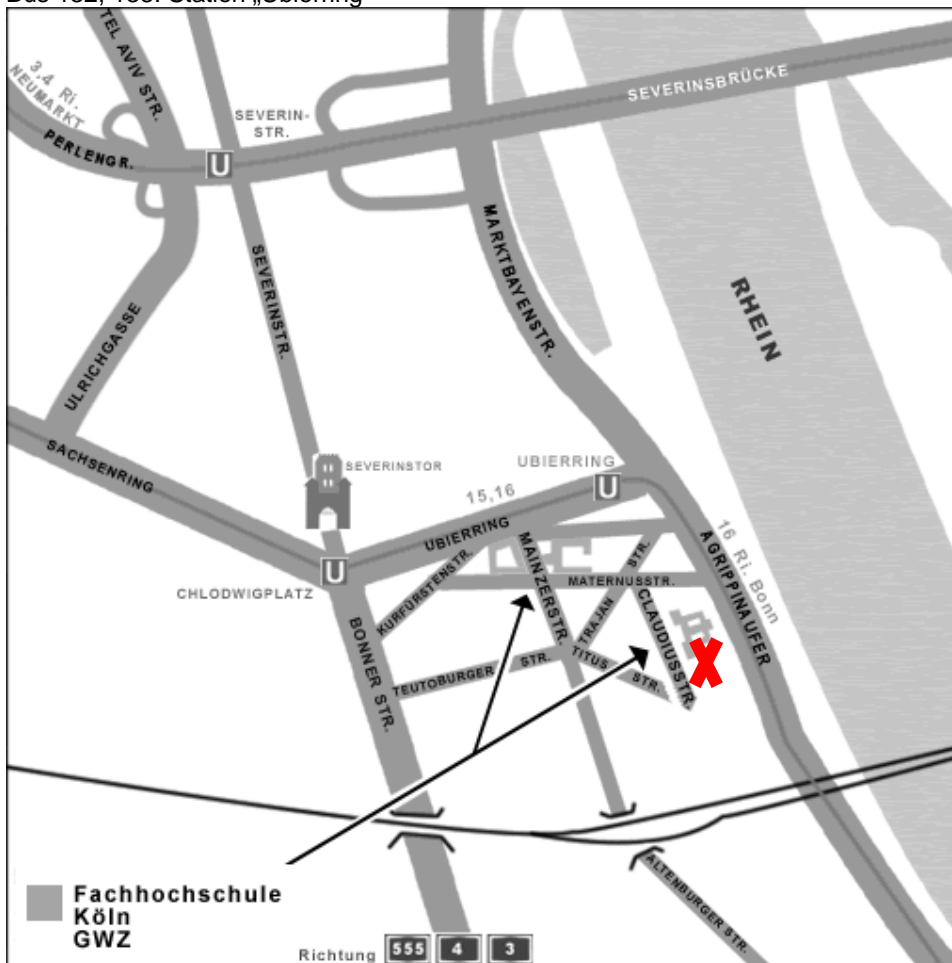 Bus 132, 133: Station „Ubierring“
TEL AVIV STR.
3,4 Ri.
NEUMARKT
PERLENGR.
SEVERIN-
STR.
U
SEVERINSBRÜCKE
SEVERINSTR.
MARKTBAYENSTR.
RHEIN
ULRICHGASSE
SACHSENRING
SEVERINSTOR
UBIERRING
U
15,16
UBIERRING
U
CHLODWIGPLATZ
16 Ri. Bonn
AGRIPPINAUFER
KURFÜRSTENSTR.
MAINZERSTR.
MATERNUSSTR.
TRAJAN STR.
CLAUDIUSSTR.
BONNER STR.
TEUTOBURGER STR.
TITUS STR.
ALTENBURGER STR.
Fachhochschule
Köln
GWZ
Richtung 555 4 3